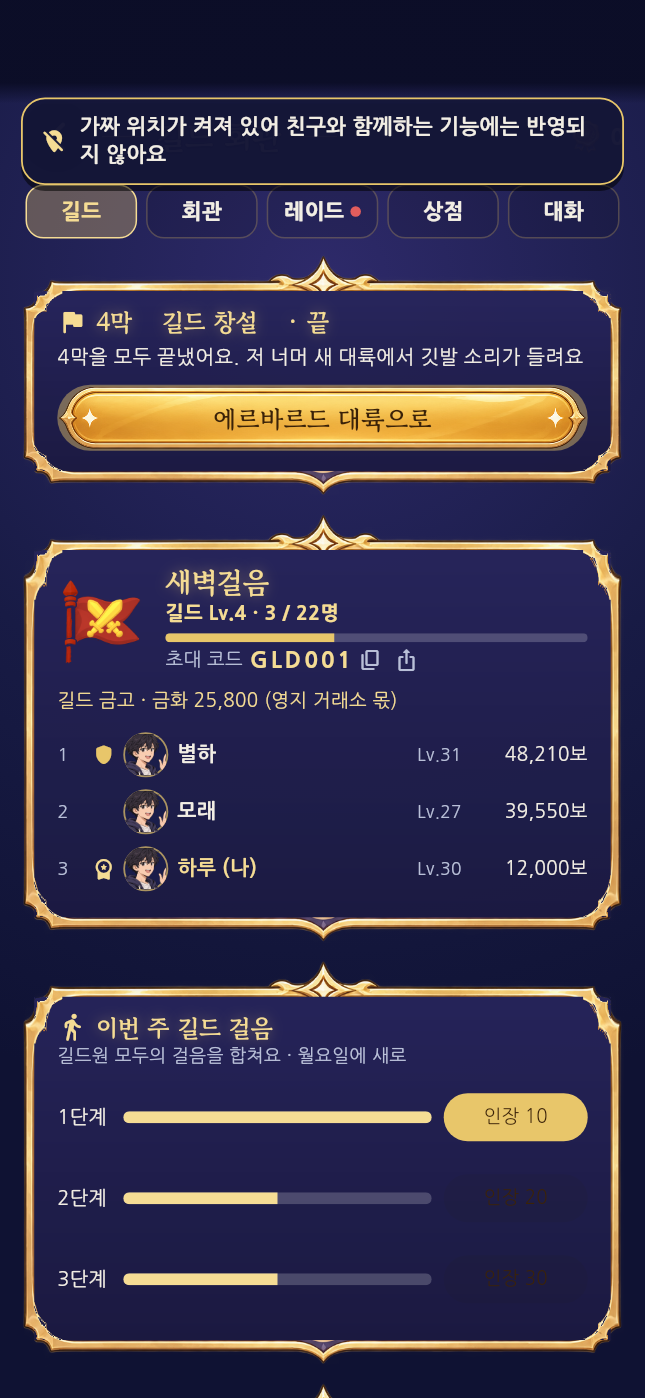 가짜 위치가 켜져 있어 친구와 함께하는 기능에는 반영되
지 않아요
길드 회관 레이드 상점 대화
4막 길드 창설 · 끝
4막을 모두 끝냈어요. 저 너머 새 대륙에서 깃발 소리가 들려요
에르바르드 대륙으로
새벽걸음
길드 Lv.4 · 3 / 22명
초대 코드 GLD001
길드 금고 · 금화 25,800 (영지 거래소 몫)
1 별하 Lv.31 48,210보
2 모래 Lv.27 39,550보
3 하루 (나) Lv.30 12,000보
이번 주 길드 걸음
길드원 모두의 걸음을 합쳐요 · 월요일에 새로
1단계 인장 10
2단계
3단계 인장 30